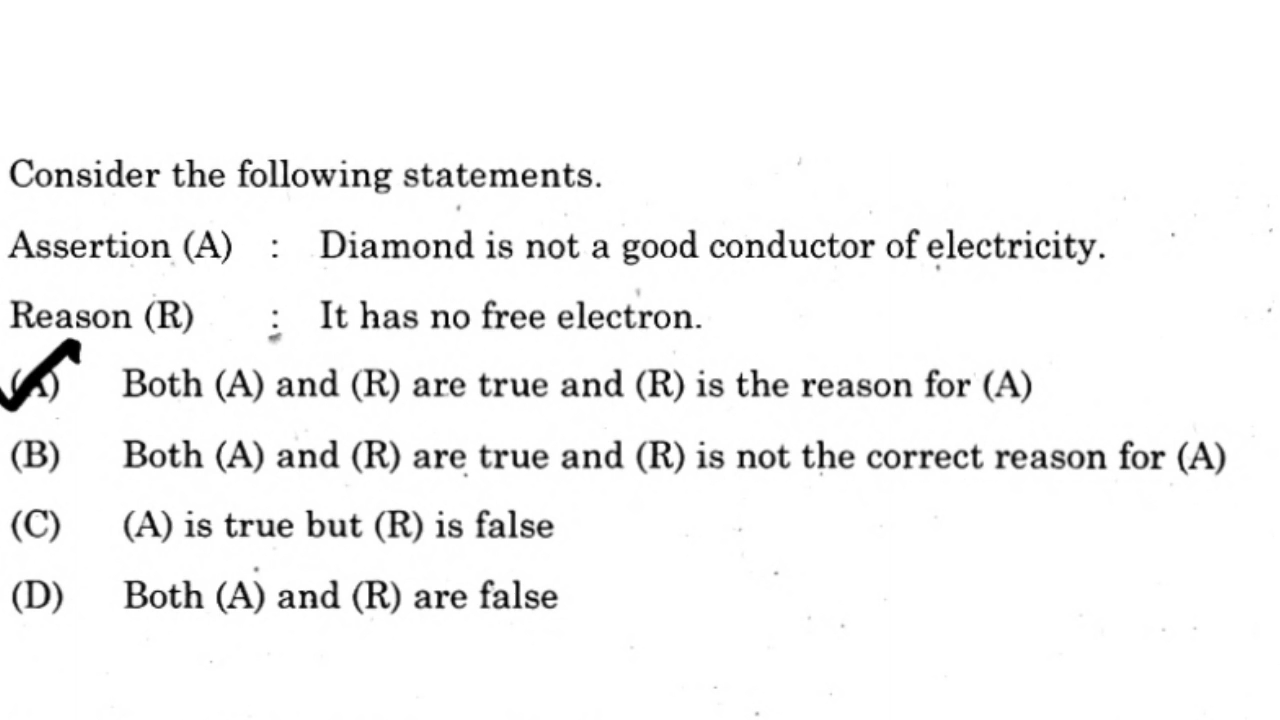 Consider the following statements.
Assertion (A) : Diamond is not a good conductor of electricity.
Reason (R) : It has no free electron.
(A) Both (A) and (R) are true and (R) is the reason for (A)
(B) Both (A) and (R) are true and (R) is not the correct reason for (A)
(C) (A) is true but (R) is false
(D) Both (A) and (R) are false